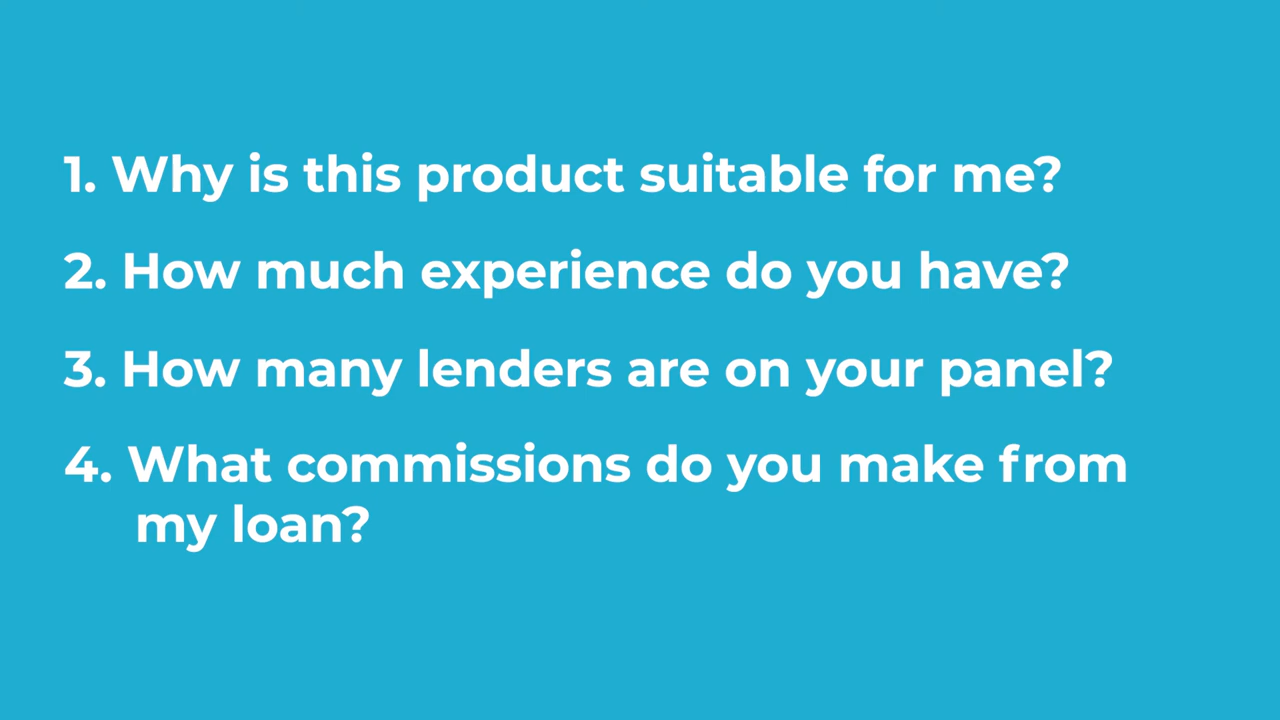 1. Why is this product suitable for me?
2. How much experience do you have?
3. How many lenders are on your panel?
4. What commissions do you make from
my loan?